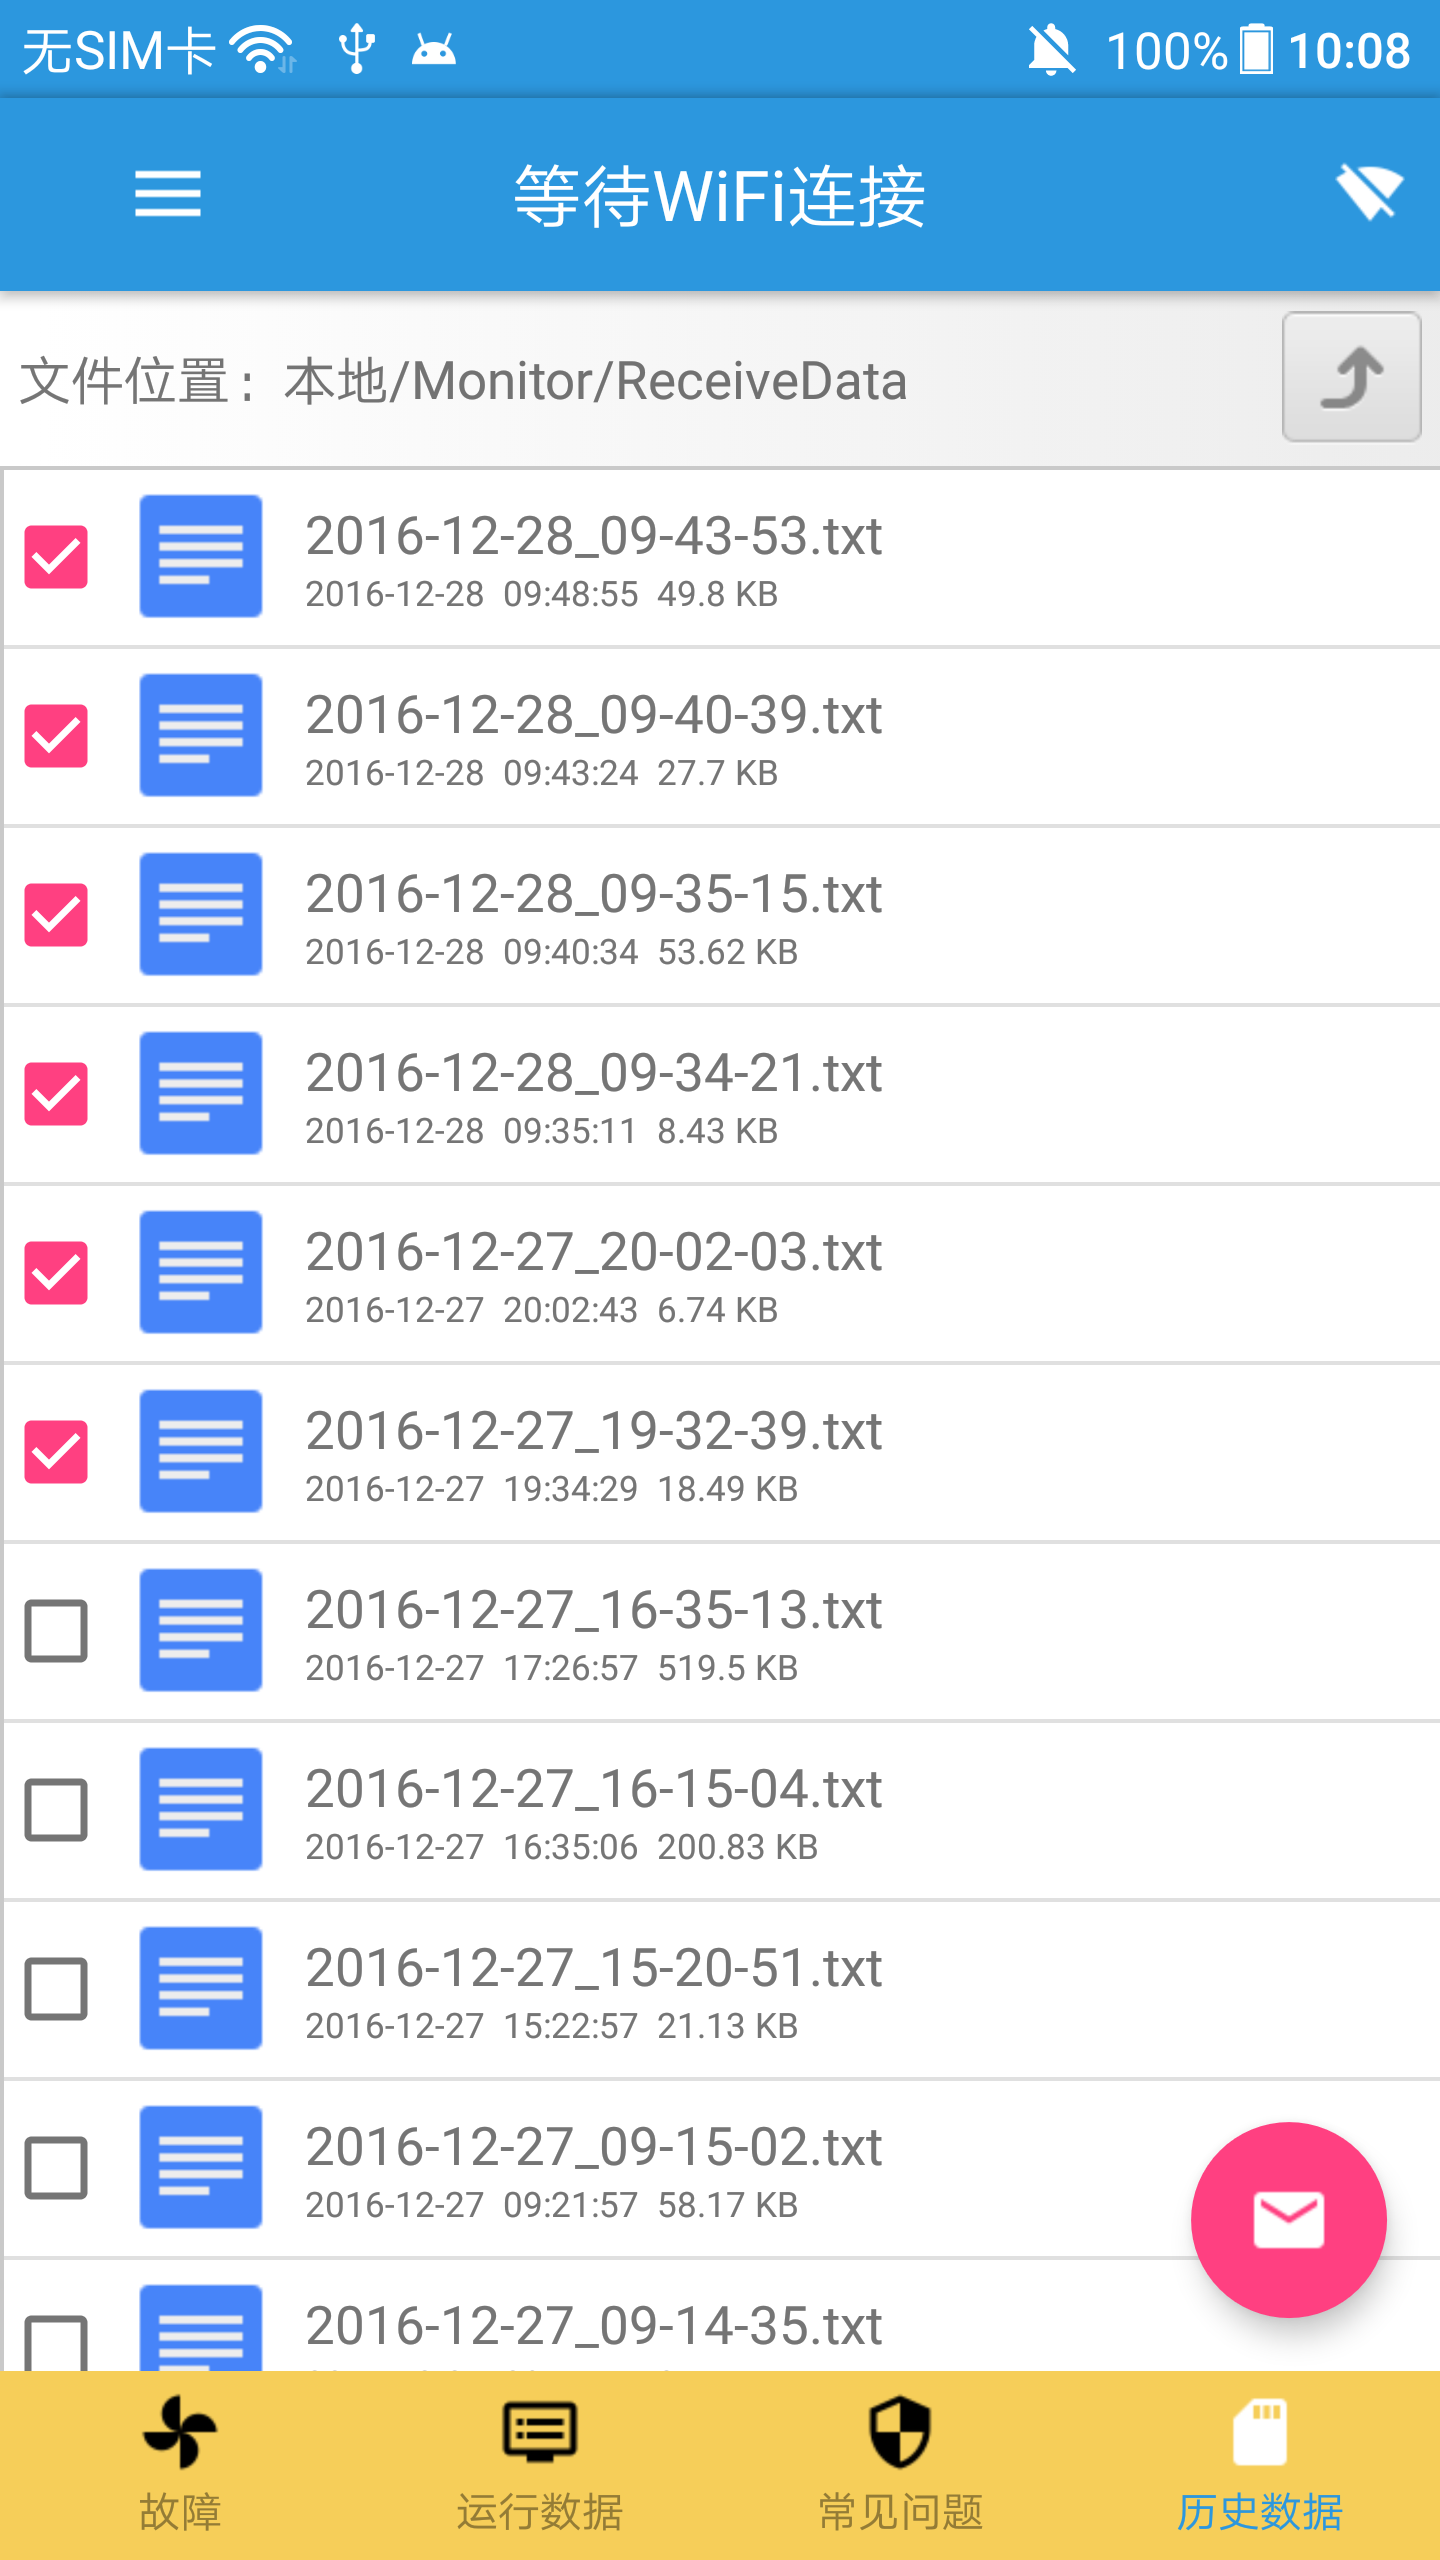 无SIM卡 100% 10:08
等待WiFi连接
文件位置：本地/Monitor/ReceiveData
2016-12-28_09-43-53.txt
2016-12-28 09:48:55 49.8 KB
2016-12-28_09-40-39.txt
2016-12-28 09:43:24 27.7 KB
2016-12-28_09-35-15.txt
2016-12-28 09:40:34 53.62 KB
2016-12-28_09-34-21.txt
2016-12-28 09:35:11 8.43 KB
2016-12-27_20-02-03.txt
2016-12-27 20:02:43 6.74 KB
2016-12-27_19-32-39.txt
2016-12-27 19:34:29 18.49 KB
2016-12-27_16-35-13.txt
2016-12-27 17:26:57 519.5 KB
2016-12-27_16-15-04.txt
2016-12-27 16:35:06 200.83 KB
2016-12-27_15-20-51.txt
2016-12-27 15:22:57 21.13 KB
2016-12-27_09-15-02.txt
2016-12-27 09:21:57 58.17 KB
2016-12-27_09-14-35.txt
故障 运行数据 常见问题 历史数据